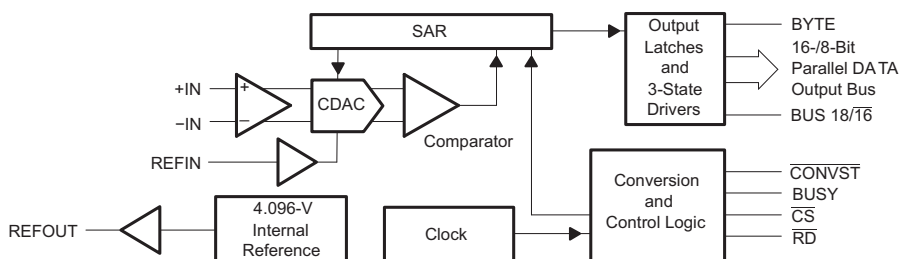 SAR
Output
Latches
and
3-State
Drivers
BYTE
16-/8-Bit
Parallel DATA
Output Bus
BUS 18/16
+IN
−IN
+
−
CDAC
Comparator
REFIN
4.096-V
Internal
Reference
REFOUT
Clock
Conversion
and
Control Logic
CONVST
BUSY
CS
RD